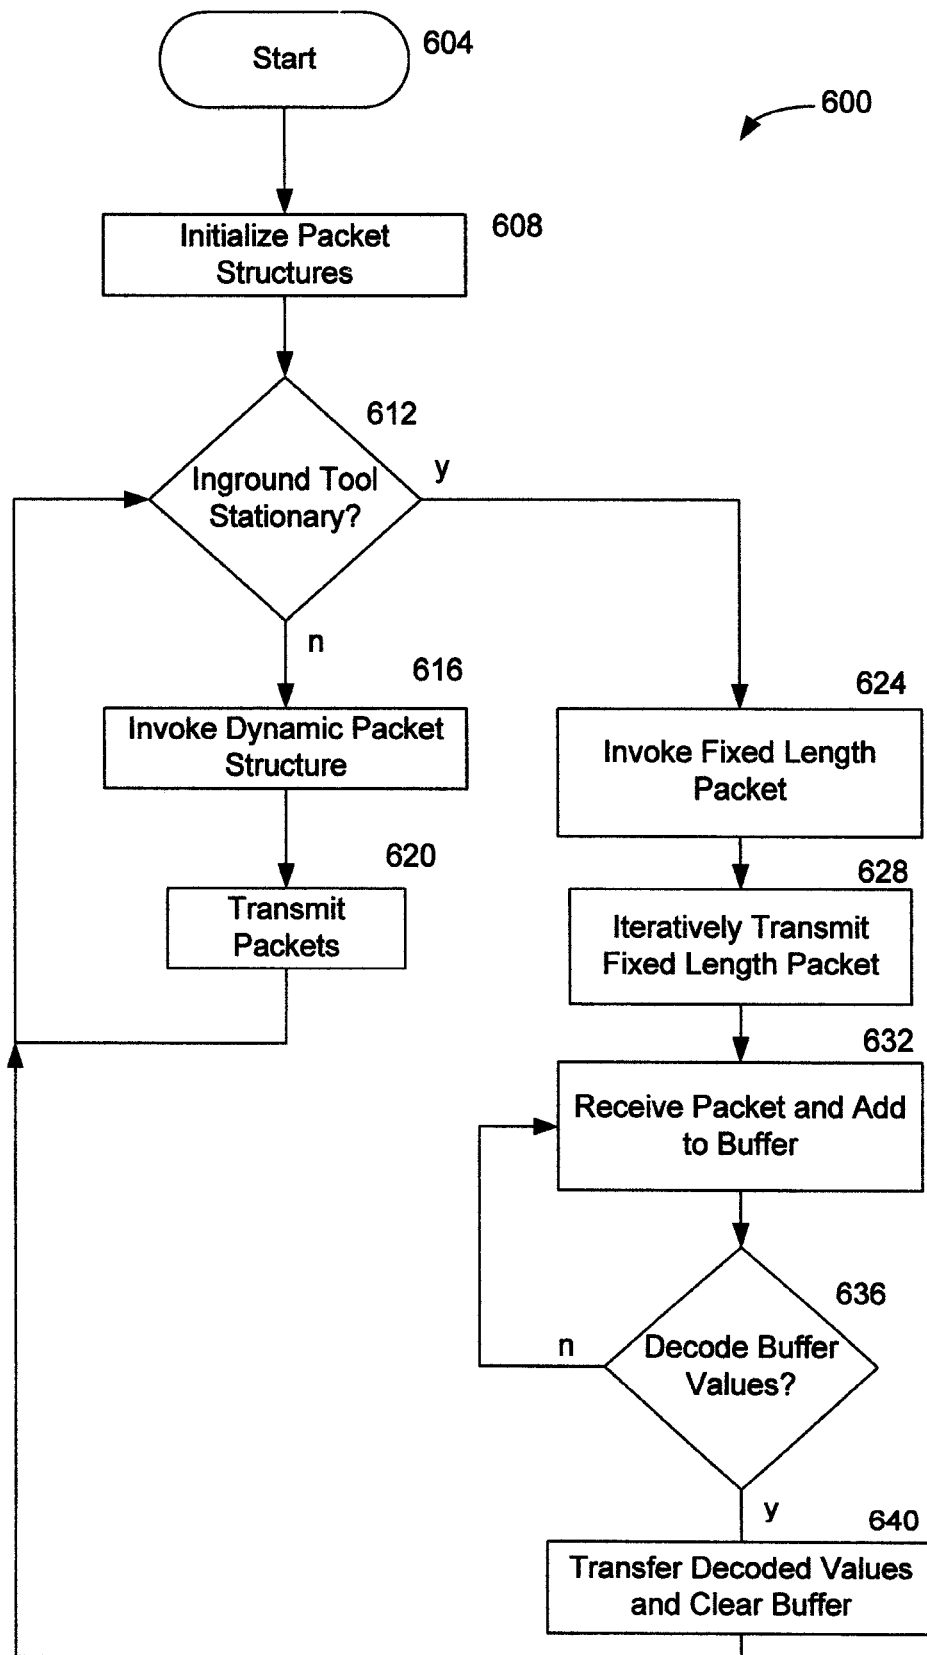 Start
604
600
Initialize Packet
Structures
608
612
Inground Tool
Stationary?
y
n
616
Invoke Dynamic Packet
Structure
624
Invoke Fixed Length
Packet
620
Transmit
Packets
628
Iteratively Transmit
Fixed Length Packet
632
Receive Packet and Add
to Buffer
636
n
Decode Buffer
Values?
y
640
Transfer Decoded Values
and Clear Buffer